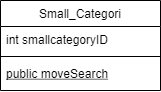 Small_Categori
int smallcategoryID
public moveSearch